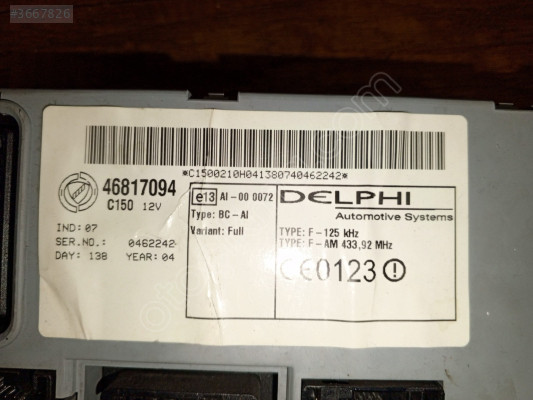 #3667826
*C1500210H041380740462242*
46817094
C150 12V
IND: 07
SER.NO.: 0462242
DAY: 138 YEAR: 04
e13 AI-00 0072
Type: BC-AI
Variant: Full
DELPHI
Automotive Systems
TYPE: F-125 kHz
TYPE: F-AM 433,92 MHz
CE0123